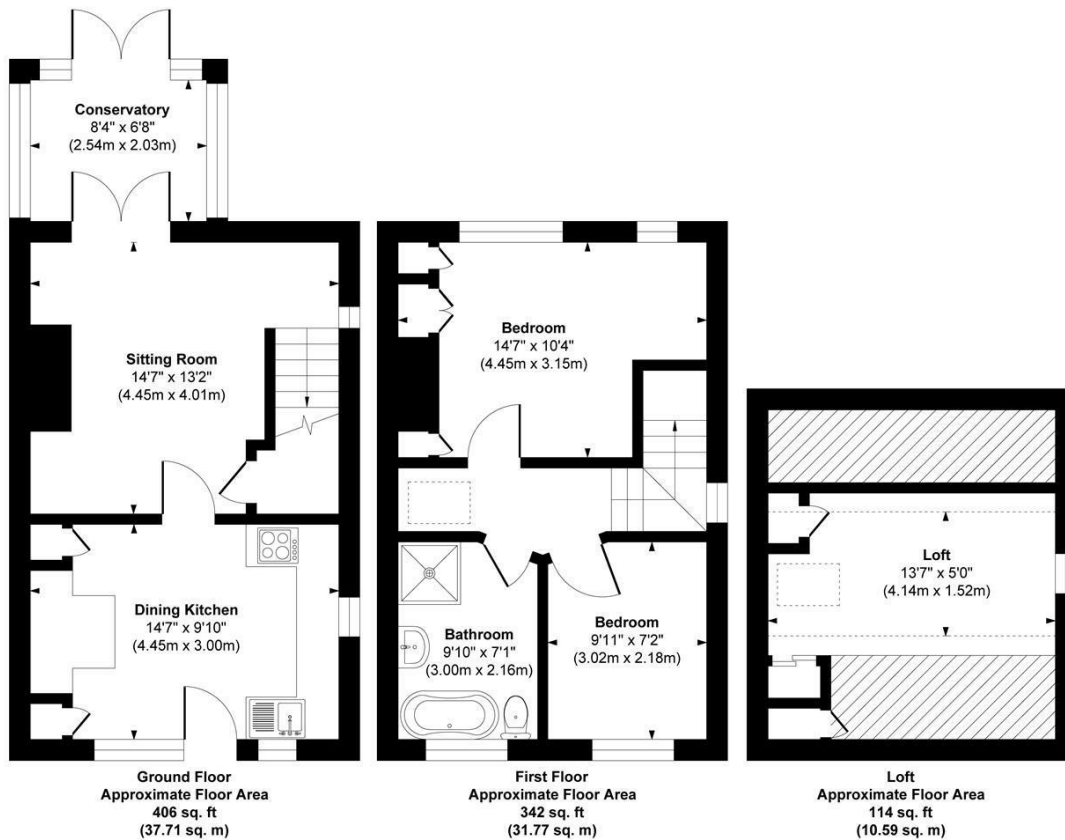 Conservatory
8'4" x 6'8"
(2.54m x 2.03m)
Sitting Room
14'7" x 13'2"
(4.45m x 4.01m)
Dining Kitchen
14'7" x 9'10"
(4.45m x 3.00m)
Ground Floor
Approximate Floor Area
406 sq. ft
(37.71 sq. m)
Bedroom
14'7" x 10'4"
(4.45m x 3.15m)
Bathroom
9'10" x 7'1"
(3.00m x 2.16m)
Bedroom
9'11" x 7'2"
(3.02m x 2.18m)
First Floor
Approximate Floor Area
342 sq. ft
(31.77 sq. m)
Loft
13'7" x 5'0"
(4.14m x 1.52m)
Loft
Approximate Floor Area
114 sq. ft
(10.59 sq. m)